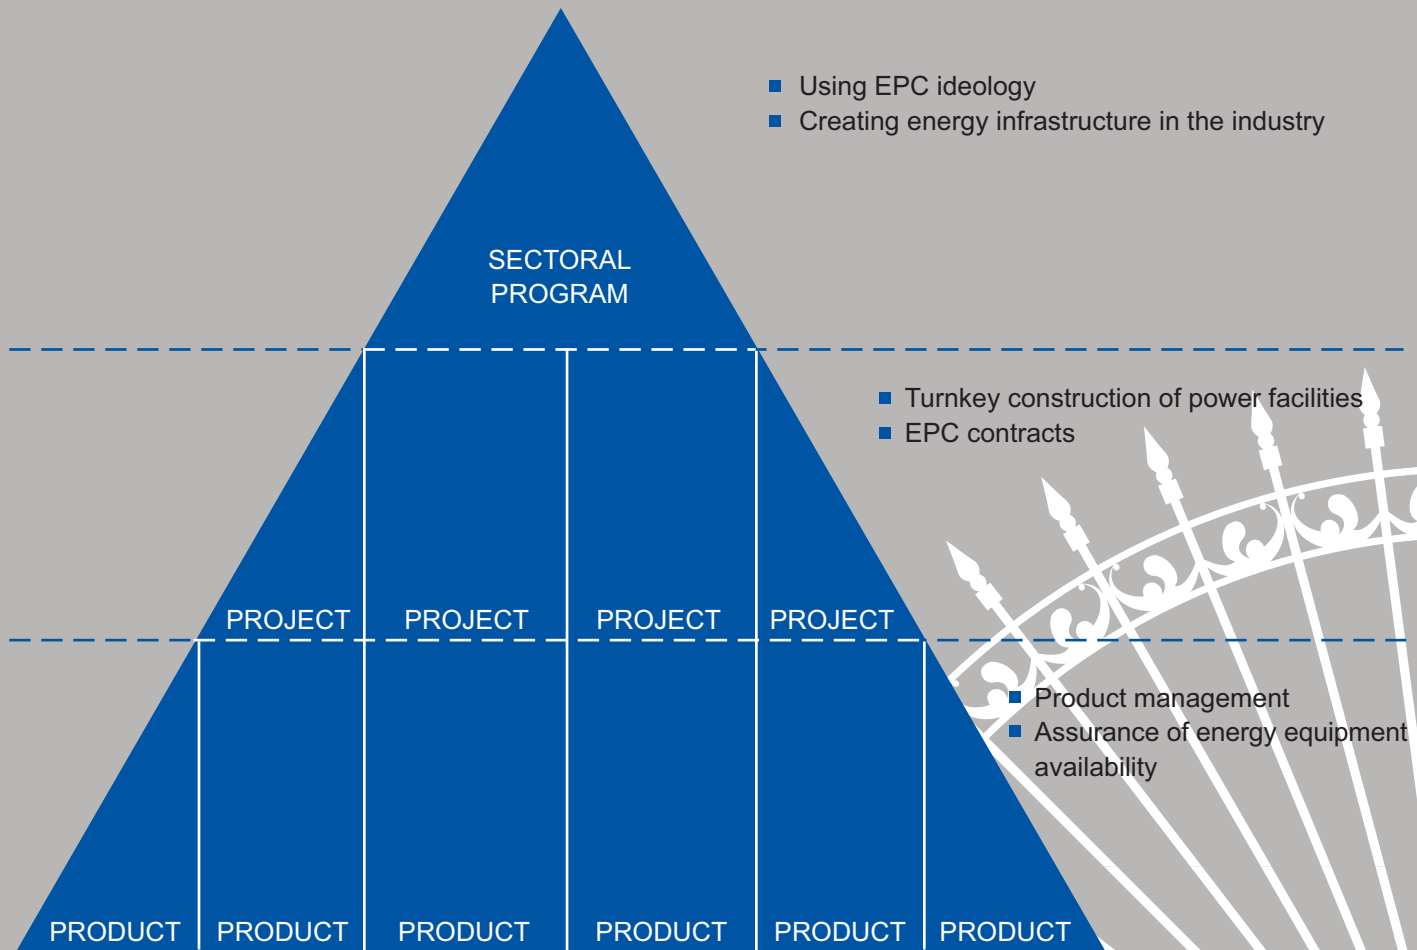 Using EPC ideology
Creating energy infrastructure in the industry
SECTORAL
PROGRAM
Turnkey construction of power facilities
EPC contracts
PROJECT PROJECT PROJECT PROJECT
Product management
Assurance of energy equipment
availability
PRODUCT PRODUCT PRODUCT PRODUCT PRODUCT PRODUCT